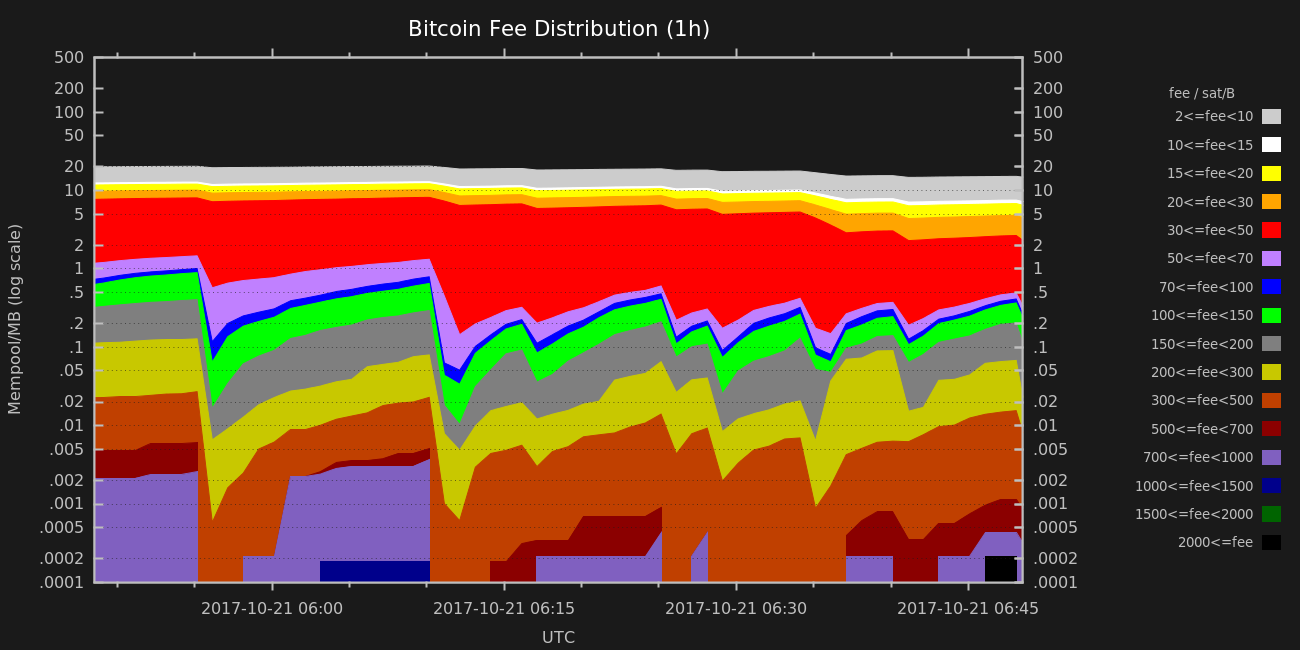 Bitcoin Fee Distribution (1h)
Mempool/MB (log scale)
500
200
100
50
20
10
5
2
1
.5
.2
.1
.05
.02
.01
.005
.002
.001
.0005
.0002
.0001
500
200
100
50
20
10
5
2
1
.5
.2
.1
.05
.02
.01
.005
.002
.001
.0005
.0002
.0001
2017-10-21 06:00
2017-10-21 06:15
2017-10-21 06:30
2017-10-21 06:45
UTC
fee / sat/B
2<=fee<10
10<=fee<15
15<=fee<20
20<=fee<30
30<=fee<50
50<=fee<70
70<=fee<100
100<=fee<150
150<=fee<200
200<=fee<300
300<=fee<500
500<=fee<700
700<=fee<1000
1000<=fee<1500
1500<=fee<2000
2000<=fee